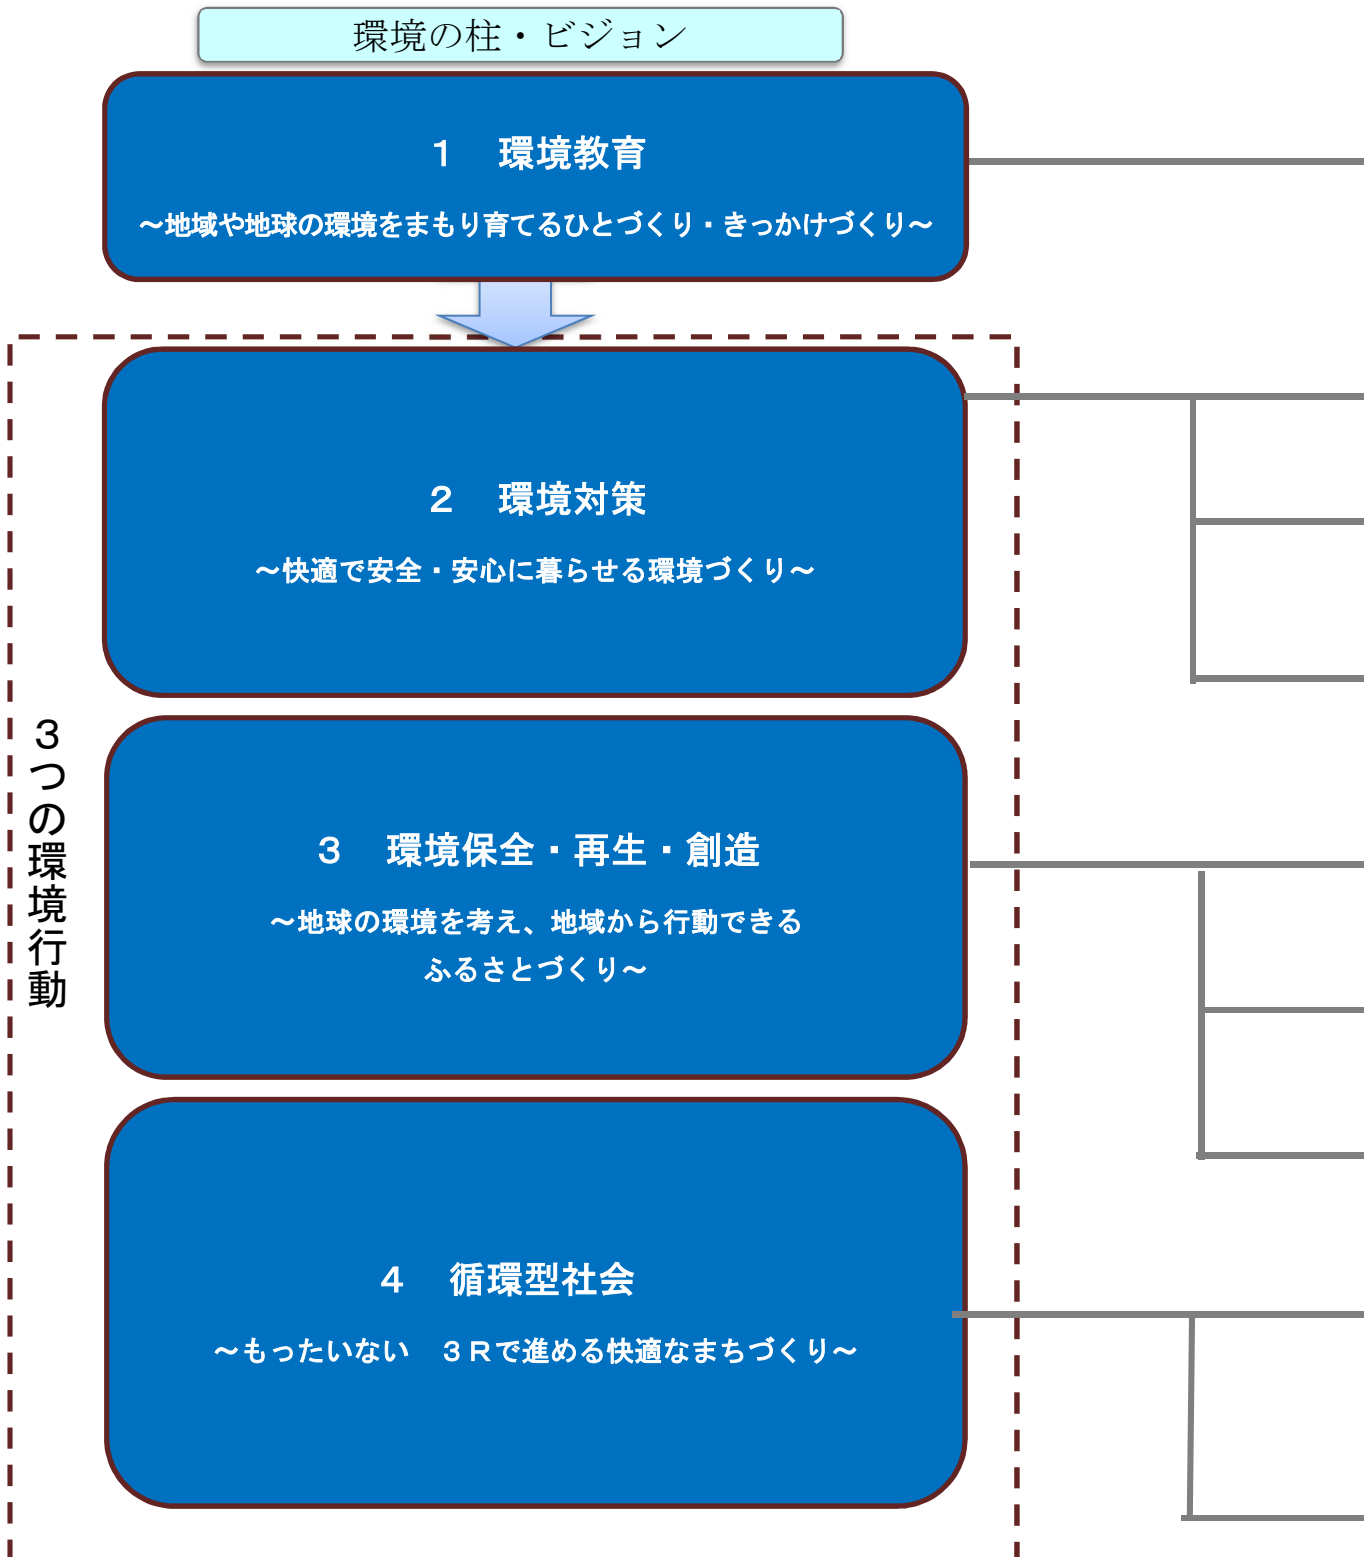 環境の柱・ビジョン
１　環境教育
～地域や地球の環境をまもり育てるひとづくり・きっかけづくり～
２　環境対策
～快適で安全・安心に暮らせる環境づくり～
３つの環境行動
３　環境保全・再生・創造
～地球の環境を考え、地域から行動できる
ふるさとづくり～
４　循環型社会
～もったいない　３Ｒで進める快適なまちづくり～